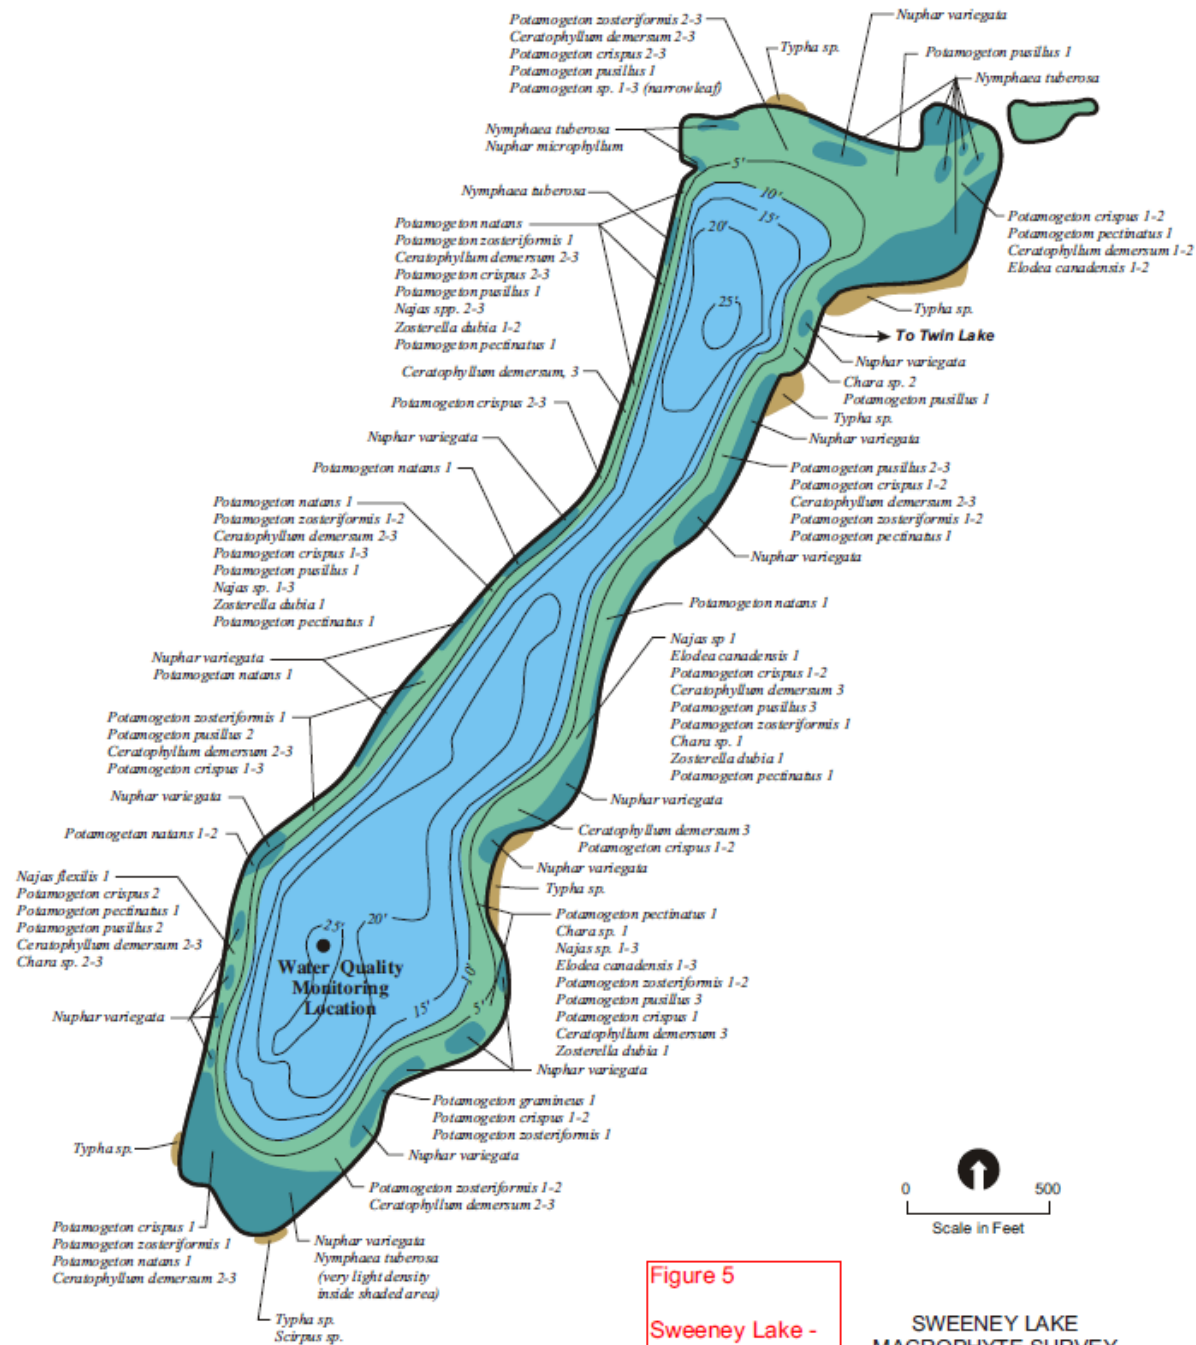 Potamogeton zosteriformis 2-3
Ceratophyllum demersum 2-3
Potamogeton crispus 2-3
Potamogeton pusillus 1
Potamogeton sp. 1-3 (narrowleaf)
Nuphar variegata
Typha sp.
Potamogeton pusillus 1
Nymphaea tuberosa
Nymphaea tuberosa
Nuphar microphyllum
5'
Nymphaea tuberosa
10'
15'
20'
25'
Potamogeton natans
Potamogeton zosteriformis 1
Ceratophyllum demersum 2-3
Potamogeton crispus 2-3
Potamogeton pusillus 1
Najas spp. 2-3
Zosterella dubia 1-2
Potamogeton pectinatus 1
Potamogeton crispus 1-2
Potamogetom pectinatus 1
Ceratophyllum demersum 1-2
Elodea canadensis 1-2
Typha sp.
To Twin Lake
Nuphar variegata
Chara sp. 2
Potamogeton pusillus 1
Typha sp.
Nuphar variegata
Ceratophyllum demersum, 3
Potamogeton crispus 2-3
Nuphar variegata
Potamogeton natans 1
Potamogeton pusillus 2-3
Potamogeton crispus 1-2
Ceratophyllum demersum 2-3
Potamogeton zosteriformis 1-2
Potamogeton pectinatus 1
Nuphar variegata
Potamogeton natans 1
Potamogeton zosteriformis 1-2
Ceratophyllum demersum 2-3
Potamogeton crispus 1-3
Potamogeton pusillus 1
Najas sp. 1-3
Zosterella dubia 1
Potamogeton pectinatus 1
Potamogeton natans 1
Najas sp 1
Elodea canadensis 1
Potamogeton crispus 1-2
Ceratophyllum demersum 3
Potamogeton pusillus 3
Potamogeton zosteriformis 1
Chara sp. 1
Zosterella dubia 1
Potamogeton pectinatus 1
Nuphar variegata
Potamogetan natans 1
Potamogeton zosteriformis 1
Potamogeton pusillus 2
Ceratophyllum demersum 2-3
Potamogeton crispus 1-3
Nuphar variegata
Potamogetan natans 1-2
Nuphar variegata
Ceratophyllum demersum 3
Potamogeton crispus 1-2
Nuphar variegata
Typha sp.
Najas flexilis 1
Potamogeton crispus 2
Potamogeton pectinatus 1
Potamogeton pusillus 2
Ceratophyllum demersum 2-3
Chara sp. 2-3
Nuphar variegata
25'
20'
Water Quality
Monitoring
Location
15'
10'
5'
Potamogeton pectinatus 1
Chara sp. 1
Najas sp. 1-3
Elodea canadensis 1-3
Potamogeton zosteriformis 1-2
Potamogeton pusillus 3
Potamogeton crispus 1
Ceratophyllum demersum 3
Zosterella dubia 1
Nuphar variegata
Potamogeton gramineus 1
Potamogeton crispus 1-2
Potamogeton zosteriformis 1
Nuphar variegata
Typha sp.
Potamogeton zosteriformis 1-2
Ceratophyllum demersum 2-3
Potamogeton crispus 1
Potamogeton zosteriformis 1
Potamogeton natans 1
Ceratophyllum demersum 2-3
Nuphar variegata
Nymphaea tuberosa
(very light density
inside shaded area)
Typha sp.
Scirpus sp.
0 500
Scale in Feet
Figure 5
Sweeney Lake -
SWEENEY LAKE
MACROPHYTE SURVEY